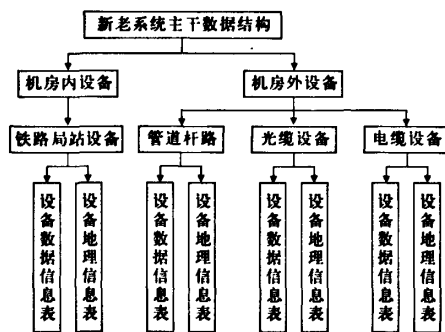 新老系统主干数据结构
机房内设备
机房外设备
铁路局站设备
管道杆路
光缆设备
电缆设备
设备数据信息表
设备地理信息表
设备数据信息表
设备地理信息表
设备数据信息表
设备地理信息表
设备数据信息表
设备地理信息表